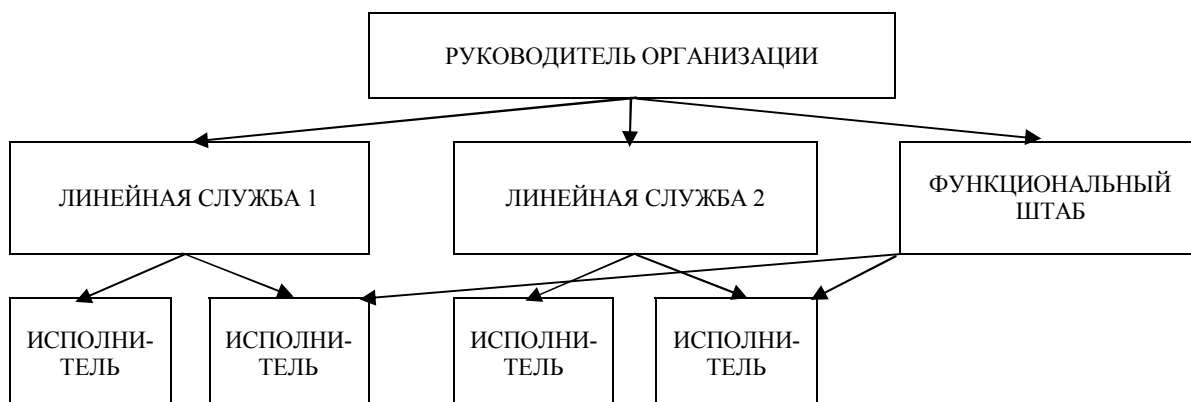 РУКОВОДИТЕЛЬ ОРГАНИЗАЦИИ
ЛИНЕЙНАЯ СЛУЖБА 1
ЛИНЕЙНАЯ СЛУЖБА 2
ФУНКЦИОНАЛЬНЫЙ
ШТАБ
ИСПОЛНИ-
ТЕЛЬ
ИСПОЛНИ-
ТЕЛЬ
ИСПОЛНИ-
ТЕЛЬ
ИСПОЛНИ-
ТЕЛЬ